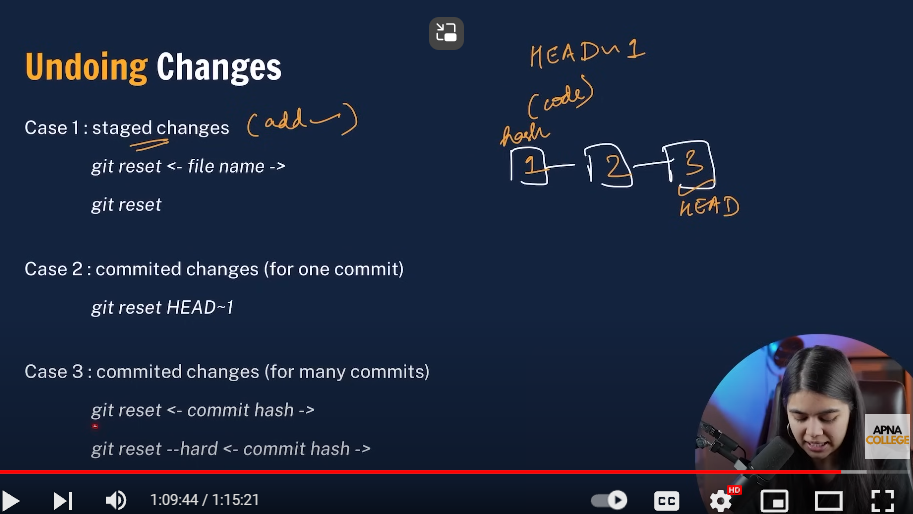 Undoing Changes
Case 1 : staged changes (add )
git reset <- file name ->
git reset
Case 2 : commited changes (for one commit)
git reset HEAD~1
Case 3 : commited changes (for many commits)
git reset <- commit hash ->
git reset --hard <- commit hash ->
HEAD~1
(code)
hash
1 2 3
HEAD
APNA
COLLEGE
1:09:44 / 1:15:21
CC
HD